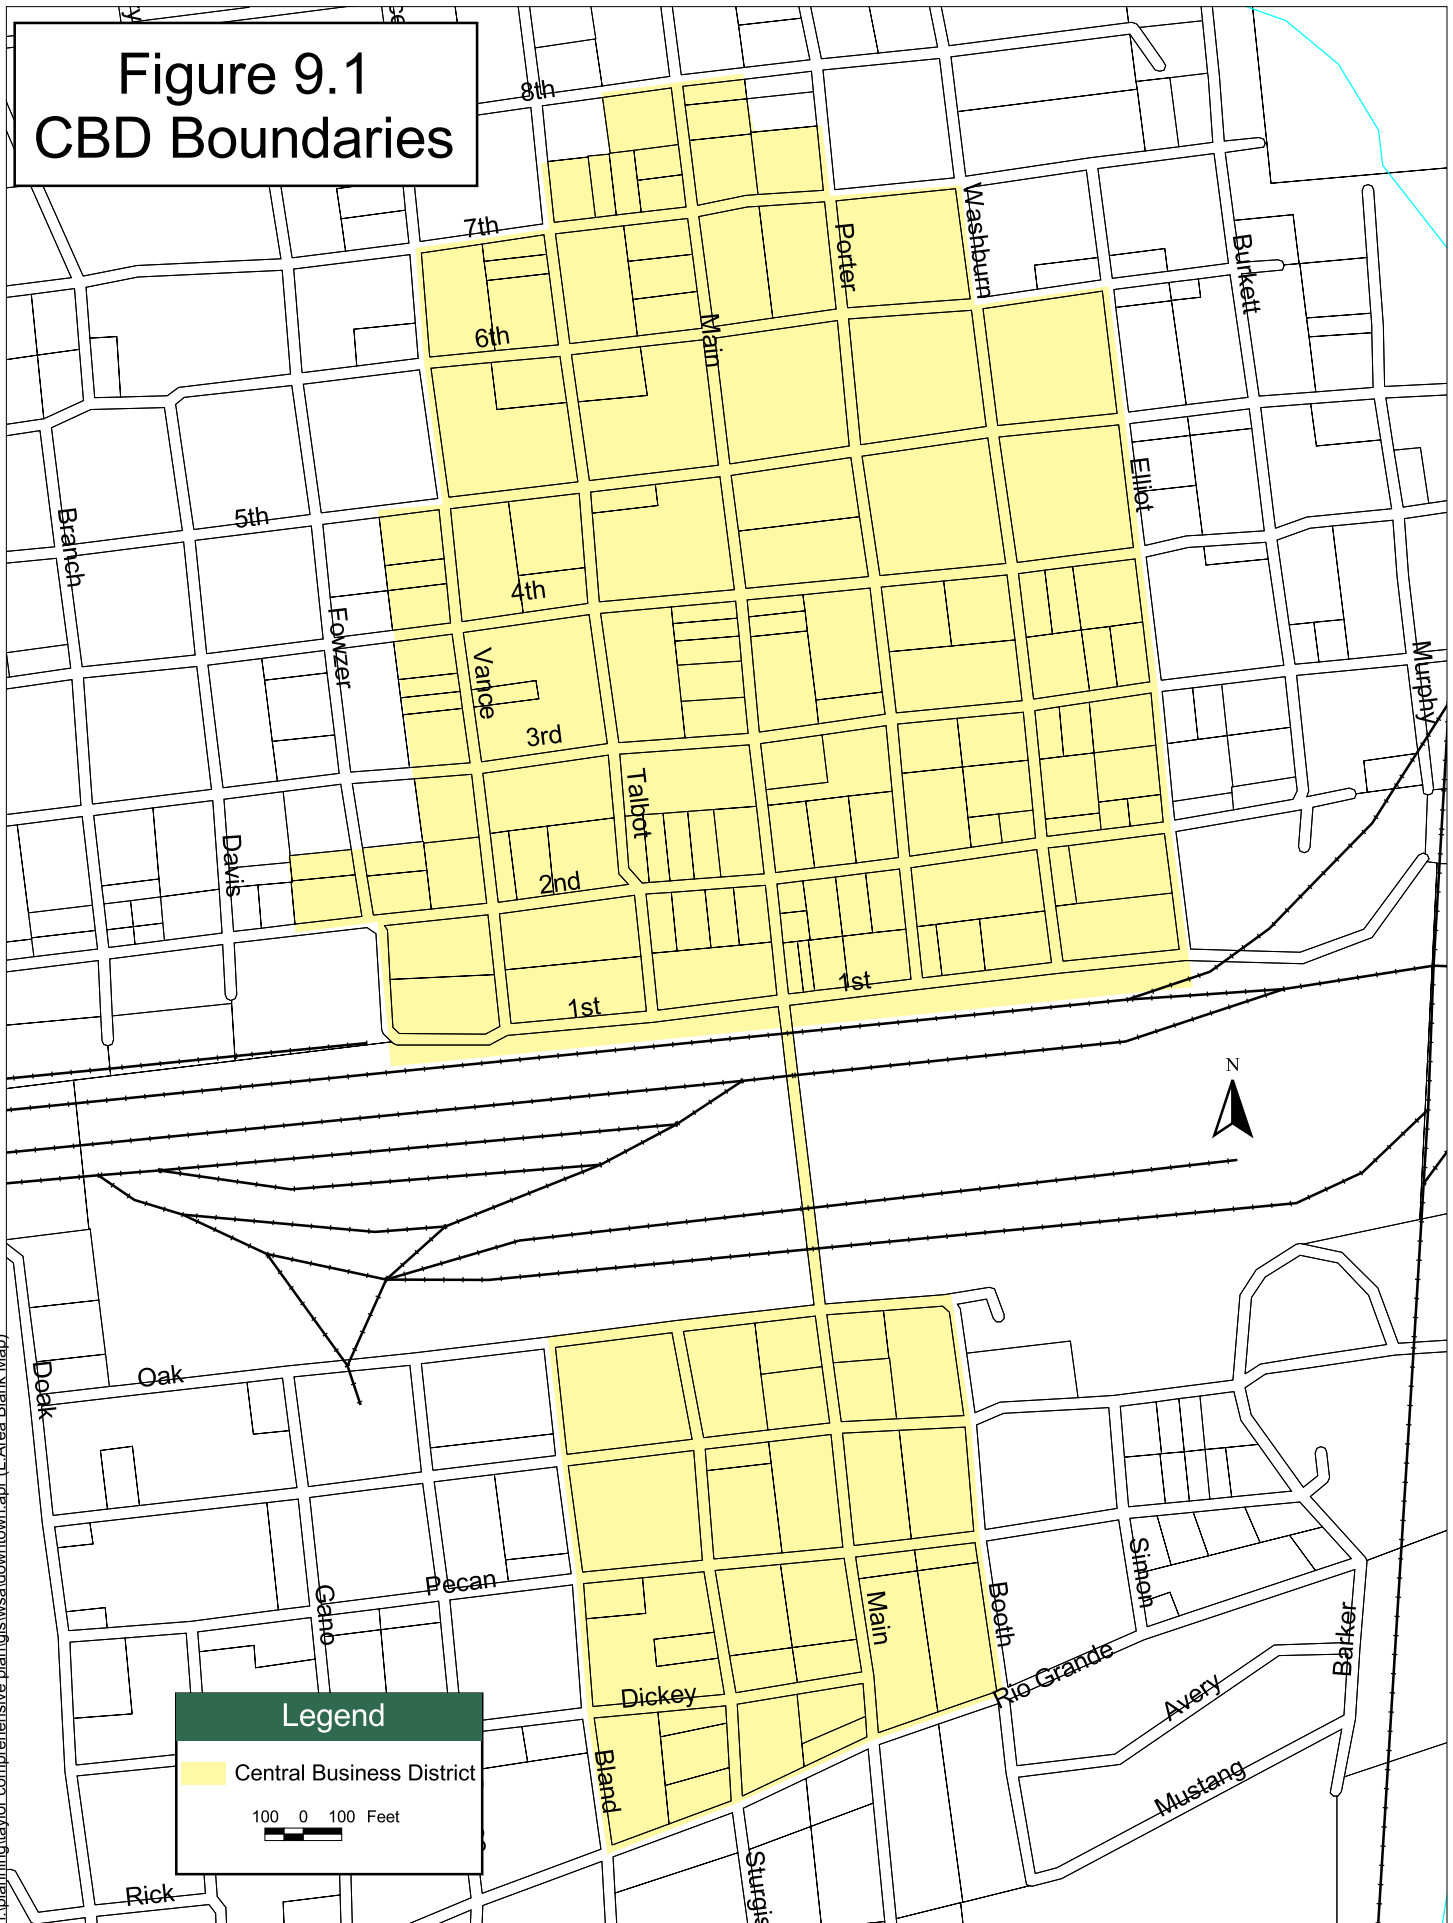 Figure 9.1
CBD Boundaries
8th
7th
Porter
Washburn
Burkett
6th
Main
5th
Branch
Elliot
4th
Fowzer
Vance
Murphy
3rd
Talbot
Davis
2nd
1st
1st
N
Oak
Doak
Pecan
Gano
Simon
Main
Booth
Barker
Rio Grande
Dickey
Avery
Bland
Mustang
Sturgis
Rick
Legend
Central Business District
100 0 100 Feet